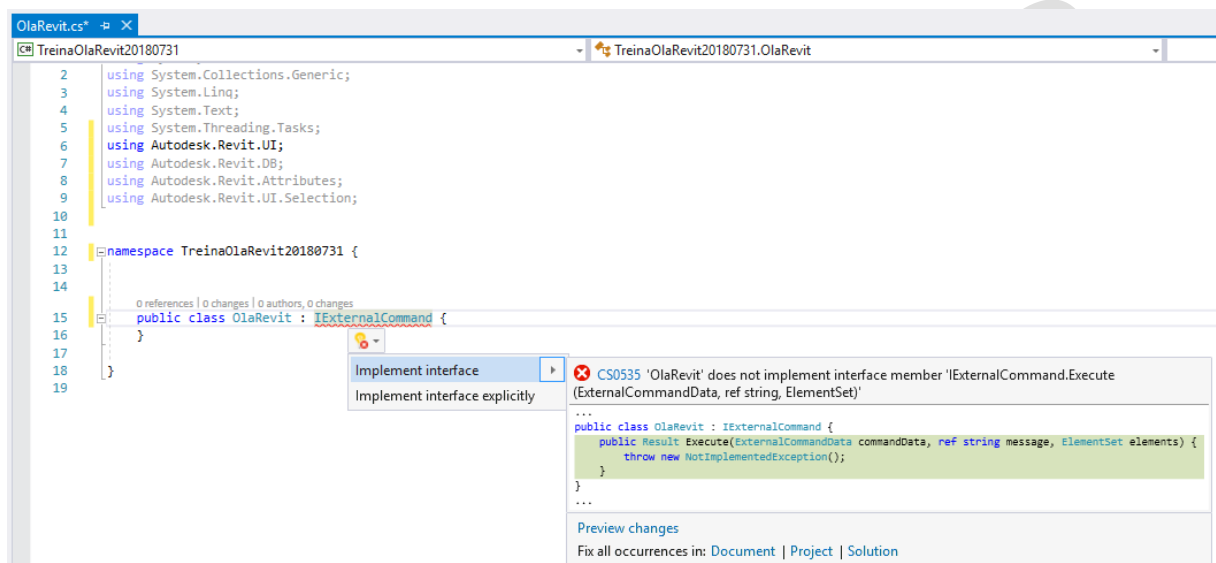 OlaRevit.cs*
C# TreinaOlaRevit20180731 TreinaOlaRevit20180731.OlaRevit
2 using System.Collections.Generic;
3 using System.Linq;
4 using System.Text;
5 using System.Threading.Tasks;
6 using Autodesk.Revit.UI;
7 using Autodesk.Revit.DB;
8 using Autodesk.Revit.Attributes;
9 using Autodesk.Revit.UI.Selection;
10
11
12 namespace TreinaOlaRevit20180731 {
13
14
0 references | 0 changes | 0 authors, 0 changes
15 public class OlaRevit : IExternalCommand {
16 }
17
18 }
19
Implement interface
Implement interface explicitly
CS0535 'OlaRevit' does not implement interface member 'IExternalCommand.Execute
(ExternalCommandData, ref string, ElementSet)'
...
public class OlaRevit : IExternalCommand {
public Result Execute(ExternalCommandData commandData, ref string message, ElementSet elements) {
throw new NotImplementedException();
}
}
...
Preview changes
Fix all occurrences in: Document | Project | Solution